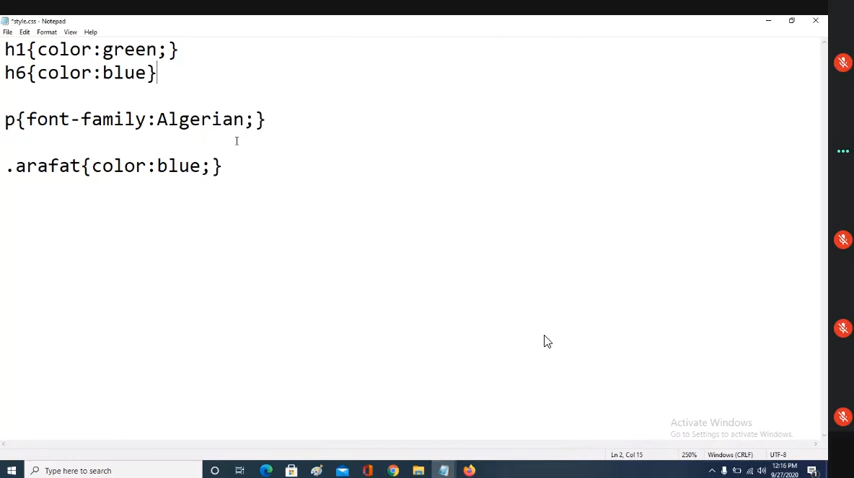 *style.css - Notepad
File Edit Format View Help
h1{color:green;}
h6{color:blue}
p{font-family:Algerian;}
.arafat{color:blue;}
Activate Windows
Go to Settings to activate Windows.
Ln 2, Col 15 250% Windows (CRLF) UTF-8
Type here to search
12:16 PM
9/27/2020